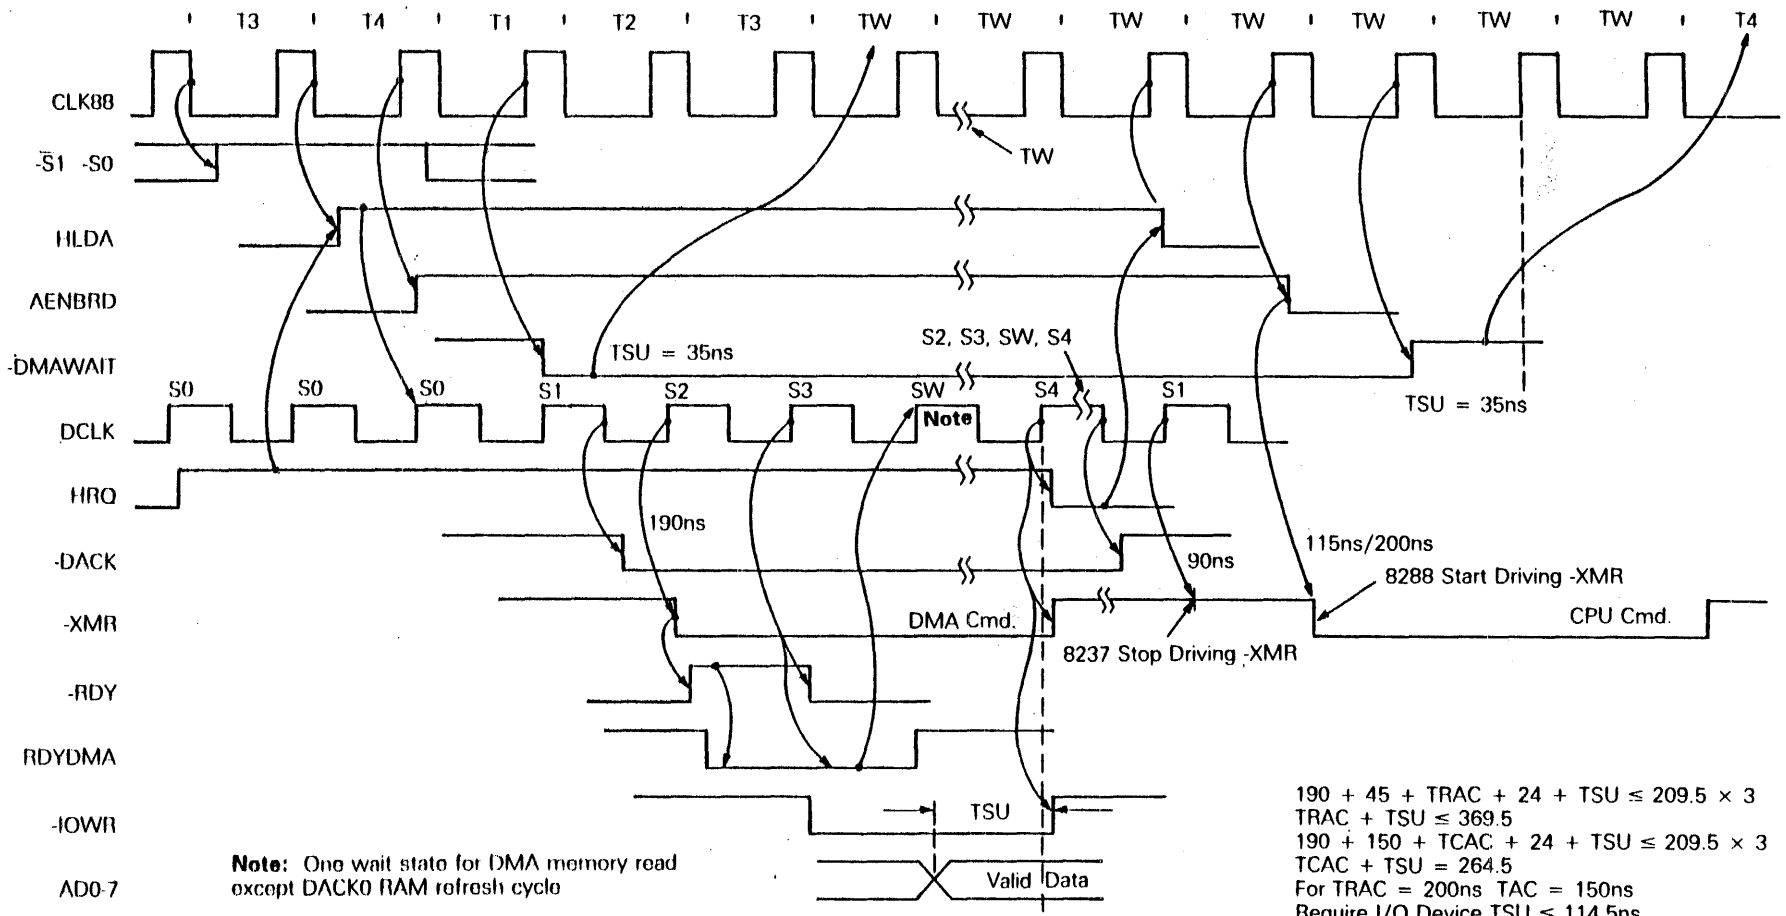 T3 T4 T1 T2 T3 TW TW TW TW TW TW TW T4
CLK88
TW
-S1 -S0
HLDA
AENBRD
S2, S3, SW, S4
-DMAWAIT
TSU = 35ns
S0 S0 S0 S1 S2 S3 SW S4 S1
TSU = 35ns
DCLK
Note
HRQ
190ns
-DACK
90ns
115ns/200ns
8288 Start Driving -XMR
-XMR
DMA Cmd.
CPU Cmd.
8237 Stop Driving -XMR
-RDY
RDYDMA
-IOWR
TSU
190 + 45 + TRAC + 24 + TSU ≤ 209.5 × 3
TRAC + TSU ≤ 369.5
190 + 150 + TCAC + 24 + TSU ≤ 209.5 × 3
TCAC + TSU = 264.5
For TRAC = 200ns TAC = 150ns
Require I/O Device TSU ≤ 114.5ns
Note: One wait state for DMA memory read
except DACK0 RAM refresh cycle
AD0-7
Valid Data